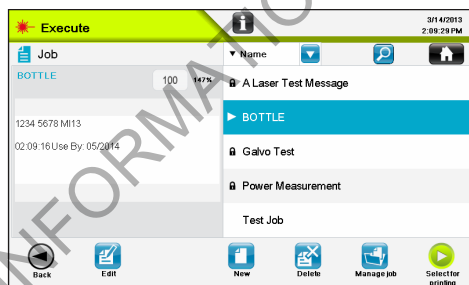 Execute
3/14/2013
2:09:29 PM
Job
Name
BOTTLE
100
147%
1234 5678 MI13
02:09:16 Use By: 05/2014
A Laser Test Message
BOTTLE
Galvo Test
Power Measurement
Test Job
Back
Edit
New
Delete
Manage job
Select for
printing
INFORMATIO